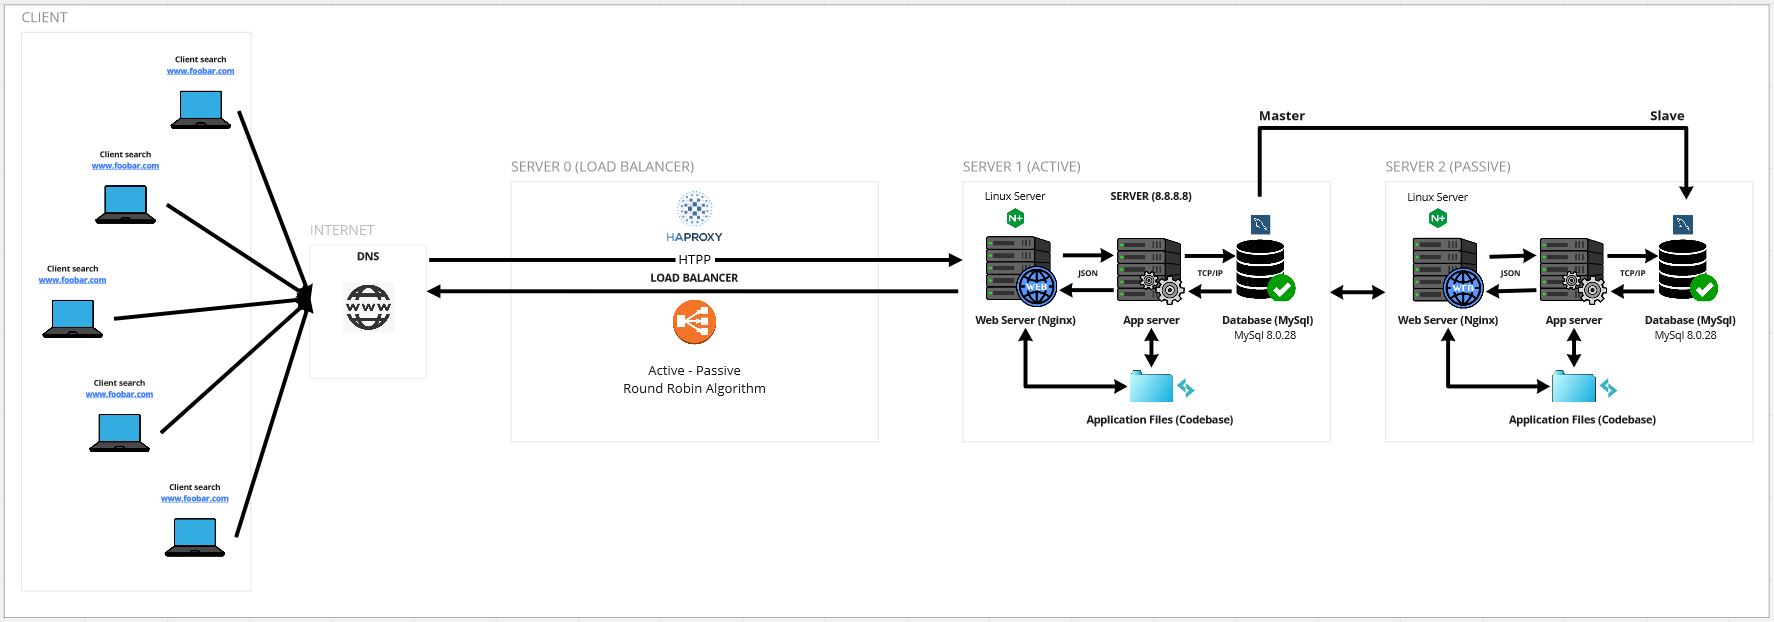 CLIENT
Client search
www.foobar.com
Client search
www.foobar.com
Client search
www.foobar.com
Client search
www.foobar.com
Client search
www.foobar.com
INTERNET
DNS
WWW
SERVER 0 (LOAD BALANCER)
HAPROXY
HTPP
LOAD BALANCER
Active - Passive
Round Robin Algorithm
Master
Slave
SERVER 1 (ACTIVE)
Linux Server
SERVER (8.8.8.8)
N+
JSON
TCP/IP
WEB
Web Server (Nginx)
App server
Database (MySql)
MySql 8.0.28
Application Files (Codebase)
SERVER 2 (PASSIVE)
Linux Server
N+
JSON
TCP/IP
WEB
Web Server (Nginx)
App server
Database (MySql)
MySql 8.0.28
Application Files (Codebase)